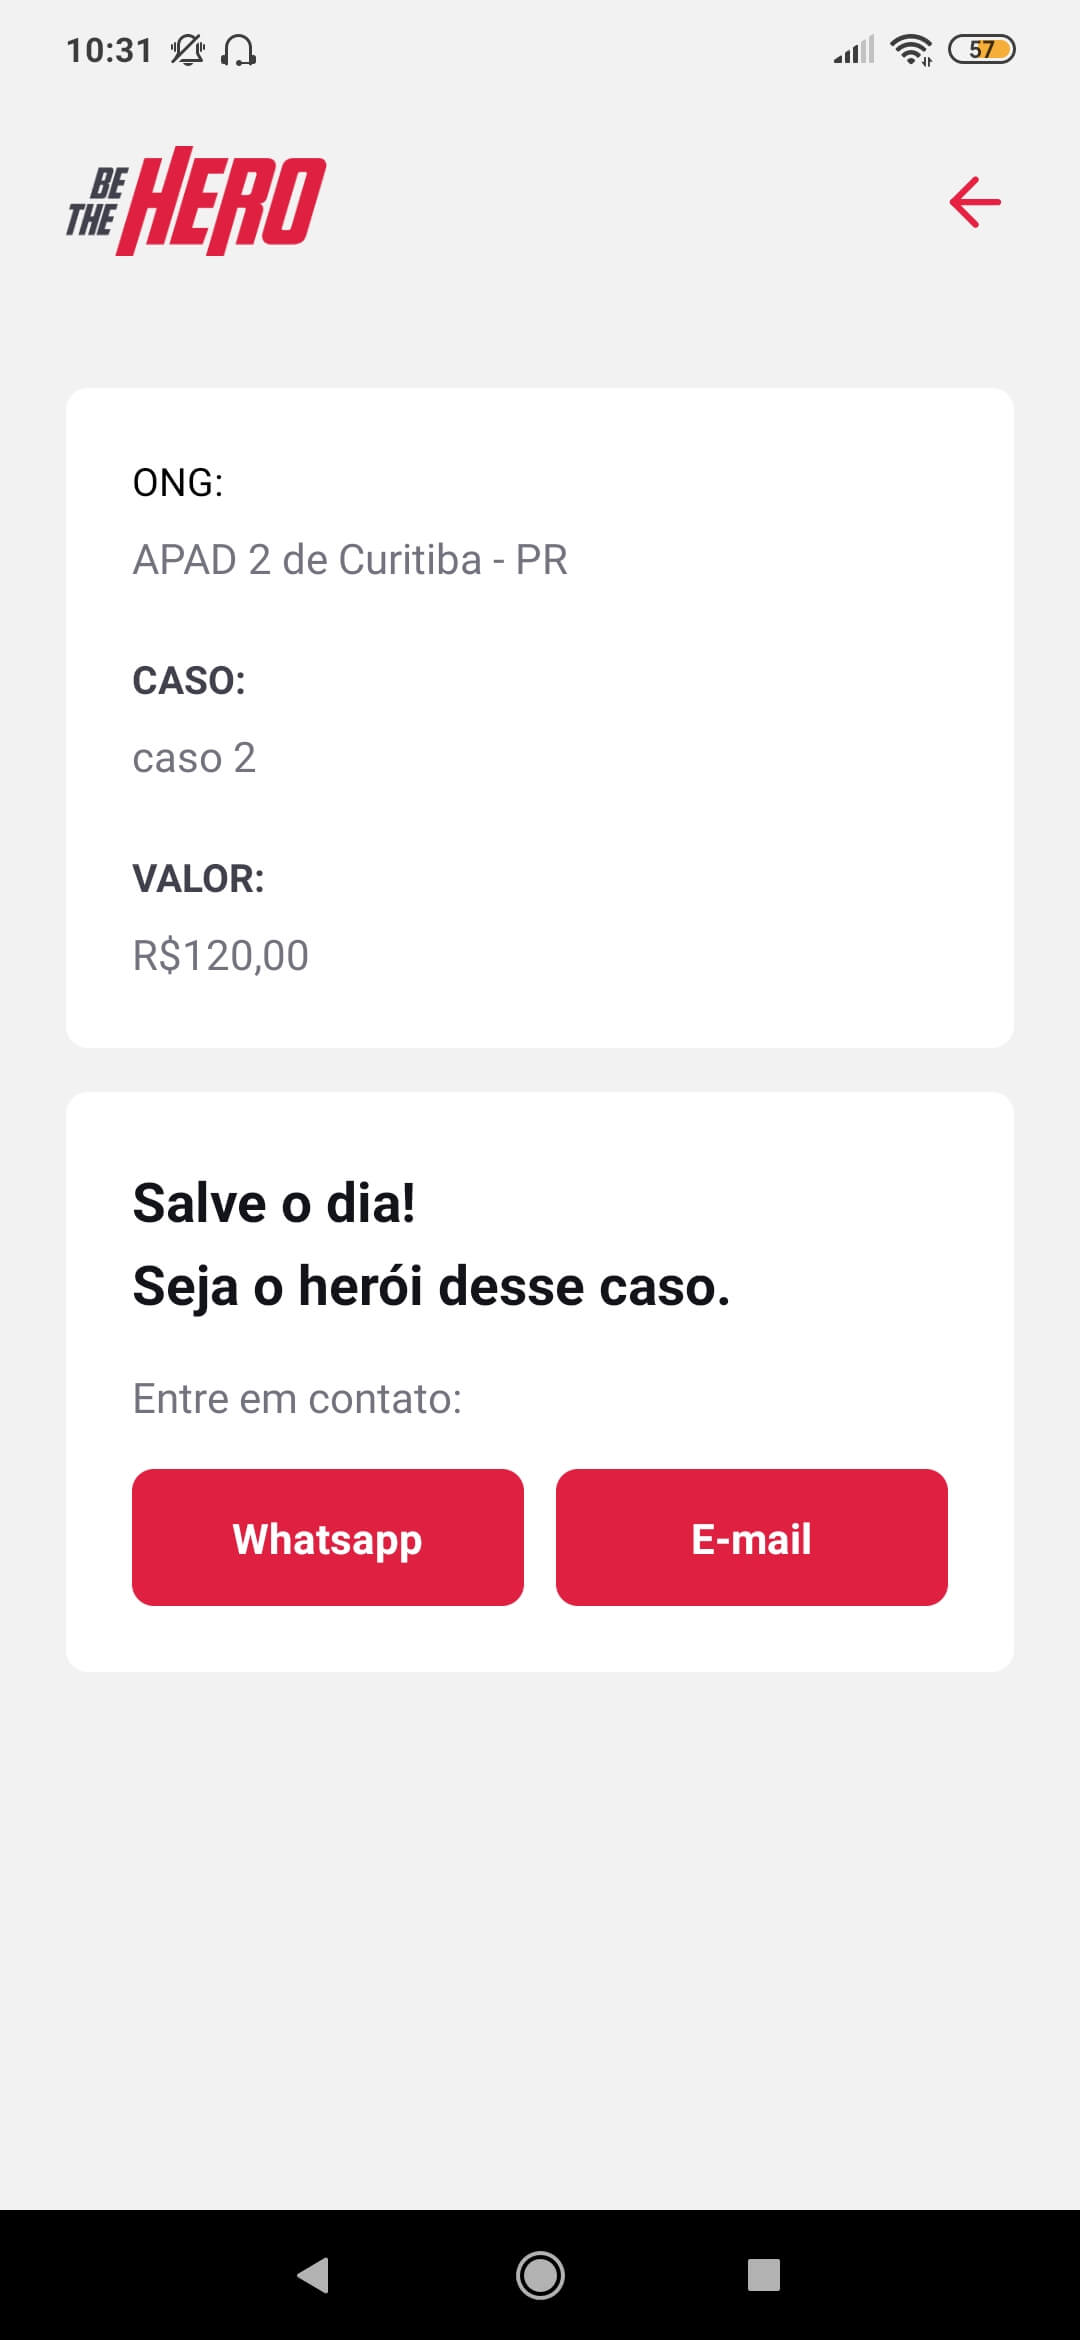 10:31
57
BE
THE
HERO
ONG:
APAD 2 de Curitiba - PR
CASO:
caso 2
VALOR:
R$120,00
Salve o dia!
Seja o herói desse caso.
Entre em contato:
Whatsapp
E-mail